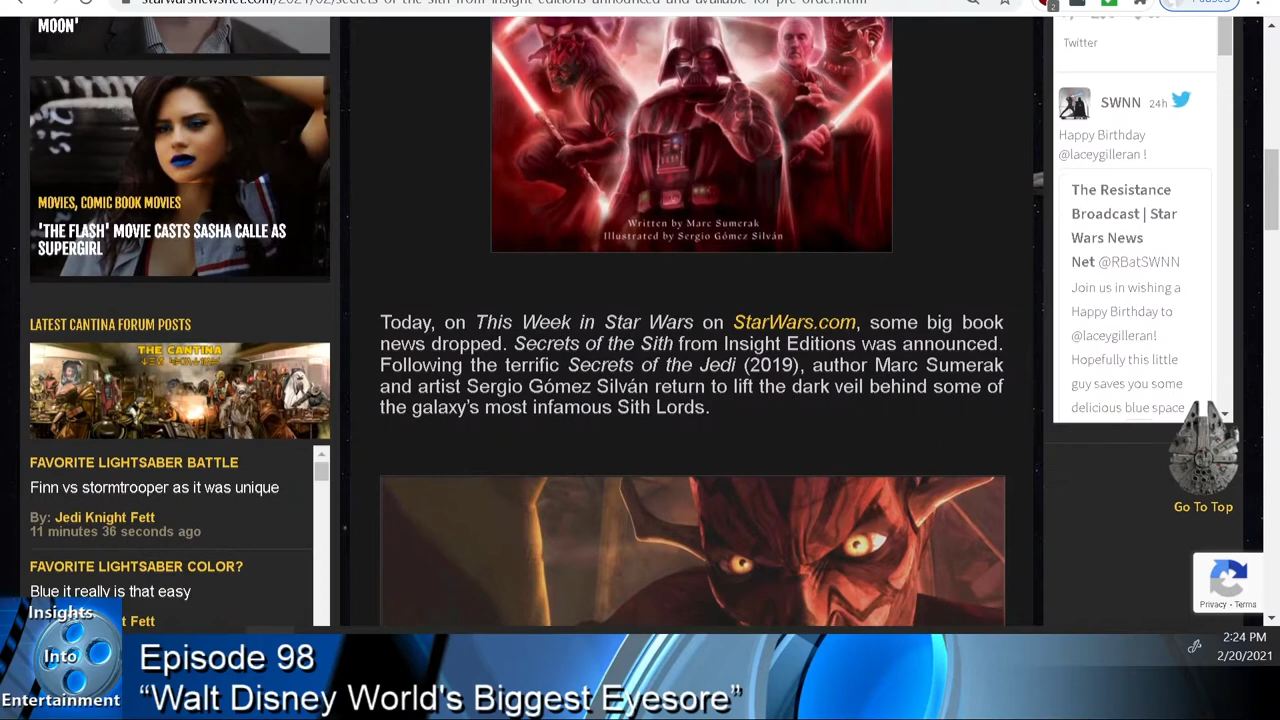 starwarsnewsnet.com/2021/02/secrets-of-the-sith-from-insight-editions-announced-and-available-for-pre-order.html
2
Paused
MOON'
MOVIES, COMIC BOOK MOVIES
'THE FLASH' MOVIE CASTS SASHA CALLE AS
SUPERGIRL
LATEST CANTINA FORUM POSTS
THE CANTINA
FAVORITE LIGHTSABER BATTLE
Finn vs stormtrooper as it was unique
By: Jedi Knight Fett
11 minutes 36 seconds ago
FAVORITE LIGHTSABER COLOR?
Blue it really is that easy
t Fett
Written by Marc Sumerak
Illustrated by Sergio Gómez Silván
Today, on This Week in Star Wars on StarWars.com, some big book
news dropped. Secrets of the Sith from Insight Editions was announced.
Following the terrific Secrets of the Jedi (2019), author Marc Sumerak
and artist Sergio Gómez Silván return to lift the dark veil behind some of
the galaxy's most infamous Sith Lords.
Twitter
SWNN 24h
Happy Birthday
@laceygilleran !
The Resistance
Broadcast | Star
Wars News
Net @RBatSWNN
Join us in wishing a
Happy Birthday to
@laceygilleran!
Hopefully this little
guy saves you some
delicious blue space
Go To Top
Privacy - Terms
Insights
Into
Entertainment
Episode 98
“Walt Disney World's Biggest Eyesore”
2:24 PM
2/20/2021